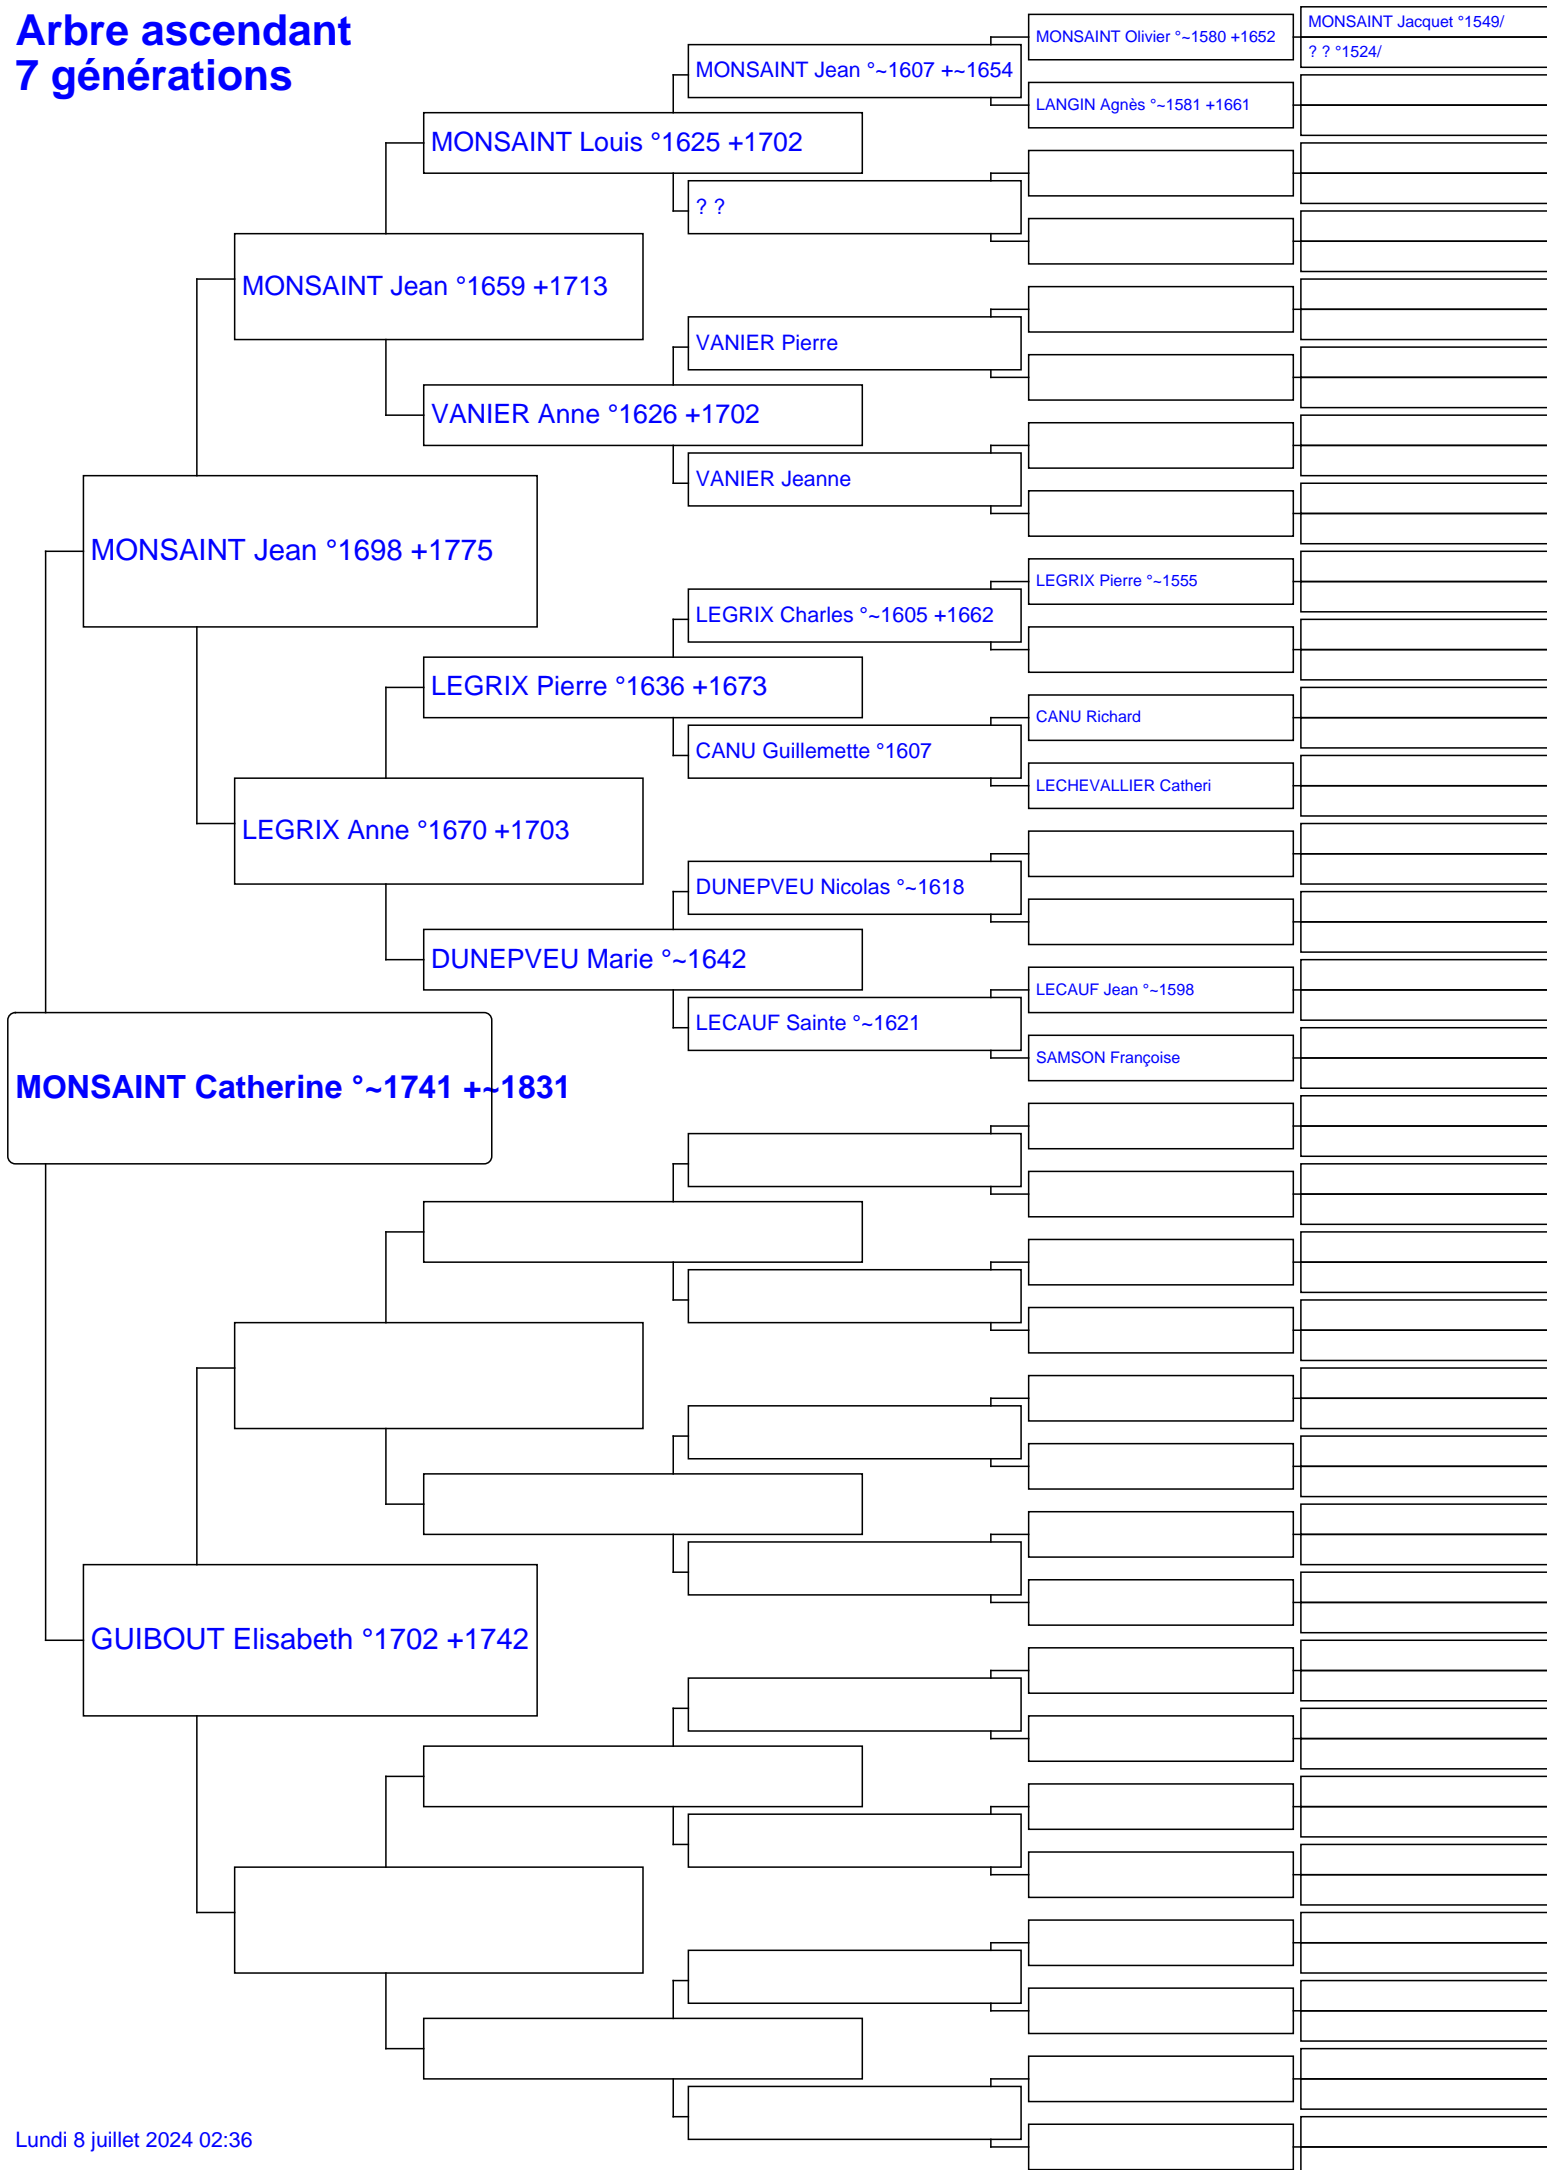 Arbre ascendant
7 générations
MONSAINT Jacquet °1549/
MONSAINT Olivier °~1580 +1652
? ? °1524/
MONSAINT Jean °~1607 +~1654
LANGIN Agnès °~1581 +1661
MONSAINT Louis °1625 +1702
? ?
MONSAINT Jean °1659 +1713
VANIER Pierre
VANIER Anne °1626 +1702
VANIER Jeanne
MONSAINT Jean °1698 +1775
LEGRIX Pierre °~1555
LEGRIX Charles °~1605 +1662
LEGRIX Pierre °1636 +1673
CANU Richard
CANU Guillemette °1607
LECHEVALLIER Catheri
LEGRIX Anne °1670 +1703
DUNEPVEU Nicolas °~1618
DUNEPVEU Marie °~1642
LECAUF Jean °~1598
LECAUF Sainte °~1621
SAMSON Françoise
MONSAINT Catherine °~1741 +~1831
GUIBOUT Elisabeth °1702 +1742
Lundi 8 juillet 2024 02:36